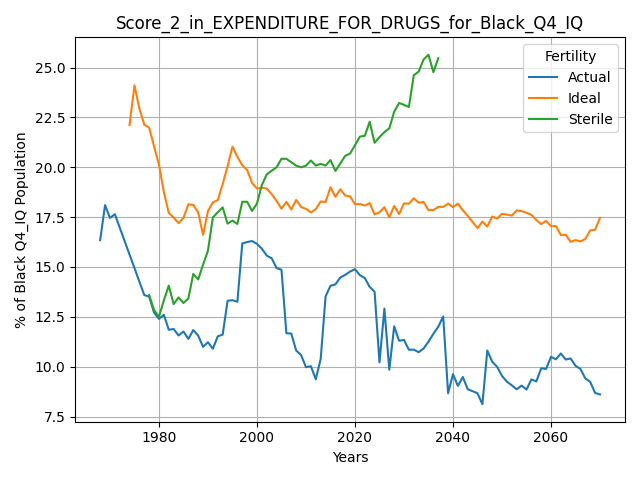 Score_2_in_EXPENDITURE_FOR_DRUGS_for_Black_Q4_IQ
% of Black Q4_IQ Population
25.0
22.5
20.0
17.5
15.0
12.5
10.0
7.5
Fertility
Actual
Ideal
Sterile
1980
2000
2020
2040
2060
Years